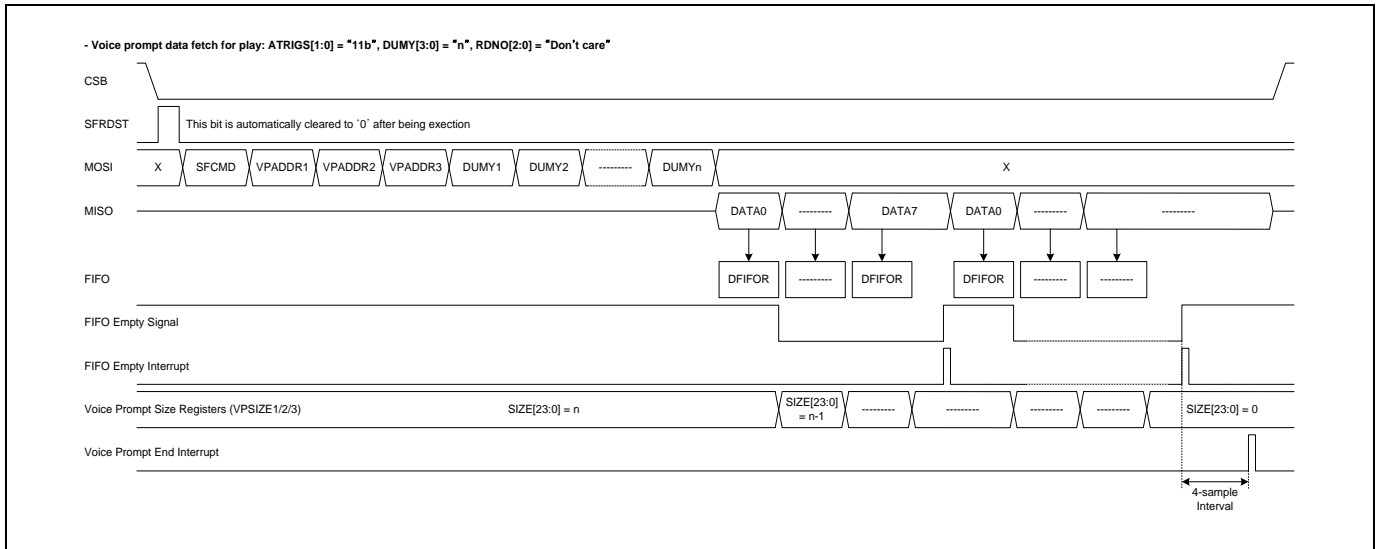 - Voice prompt data fetch for play: ATRIGS[1:0] = "11b", DUMY[3:0] = "n", RDNO[2:0] = "Don't care"
CSB
SFRDST
This bit is automatically cleared to '0' after being exection
MOSI X SFCMD VPADDR1 VPADDR2 VPADDR3 DUMY1 DUMY2 --------- DUMYn X
MISO DATA0 --------- DATA7 DATA0 --------- ---------
FIFO DFIFOR --------- DFIFOR DFIFOR --------- ---------
FIFO Empty Signal
FIFO Empty Interrupt
Voice Prompt Size Registers (VPSIZE1/2/3) SIZE[23:0] = n SIZE[23:0] --------- --------- --------- --------- SIZE[23:0] = 0
= n-1
Voice Prompt End Interrupt
4-sample
Interval